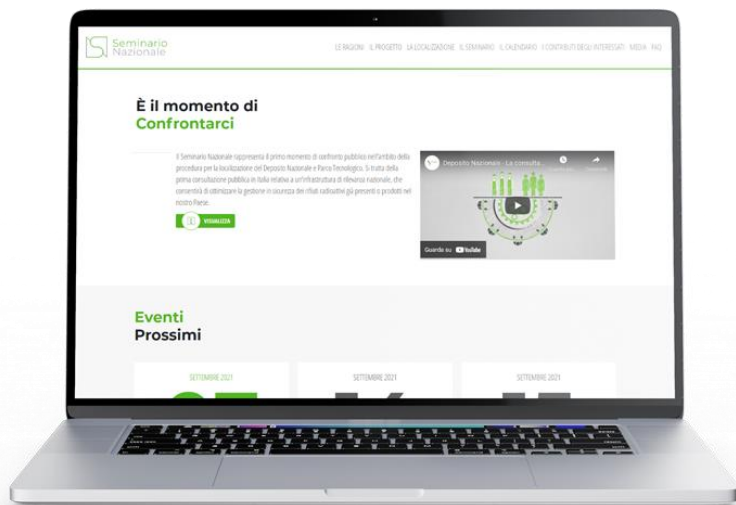 Seminario
Nazionale
LE RAGIONI IL PROGETTO LA LOCALIZZAZIONE IL SEMINARIO IL CALENDARIO I CONTRIBUTI DEGLI INTERESSATI MEDIA FAQ
È il momento di
Confrontarci
Il Seminario Nazionale rappresenta il primo momento di confronto pubblico nell'ambito della
procedura per la localizzazione del Deposito Nazionale e Parco Tecnologico. Si tratta della
prima consultazione pubblica in Italia relativa a un'infrastruttura di rilevanza nazionale, che
consentirà di ottimizzare la gestione in sicurezza dei rifiuti radioattivi già presenti o prodotti nel
nostro Paese.
VISUALIZZA
Deposito Nazionale - La consulta...
Guarda su YouTube
Eventi
Prossimi
SETTEMBRE 2021 SETTEMBRE 2021 SETTEMBRE 2021